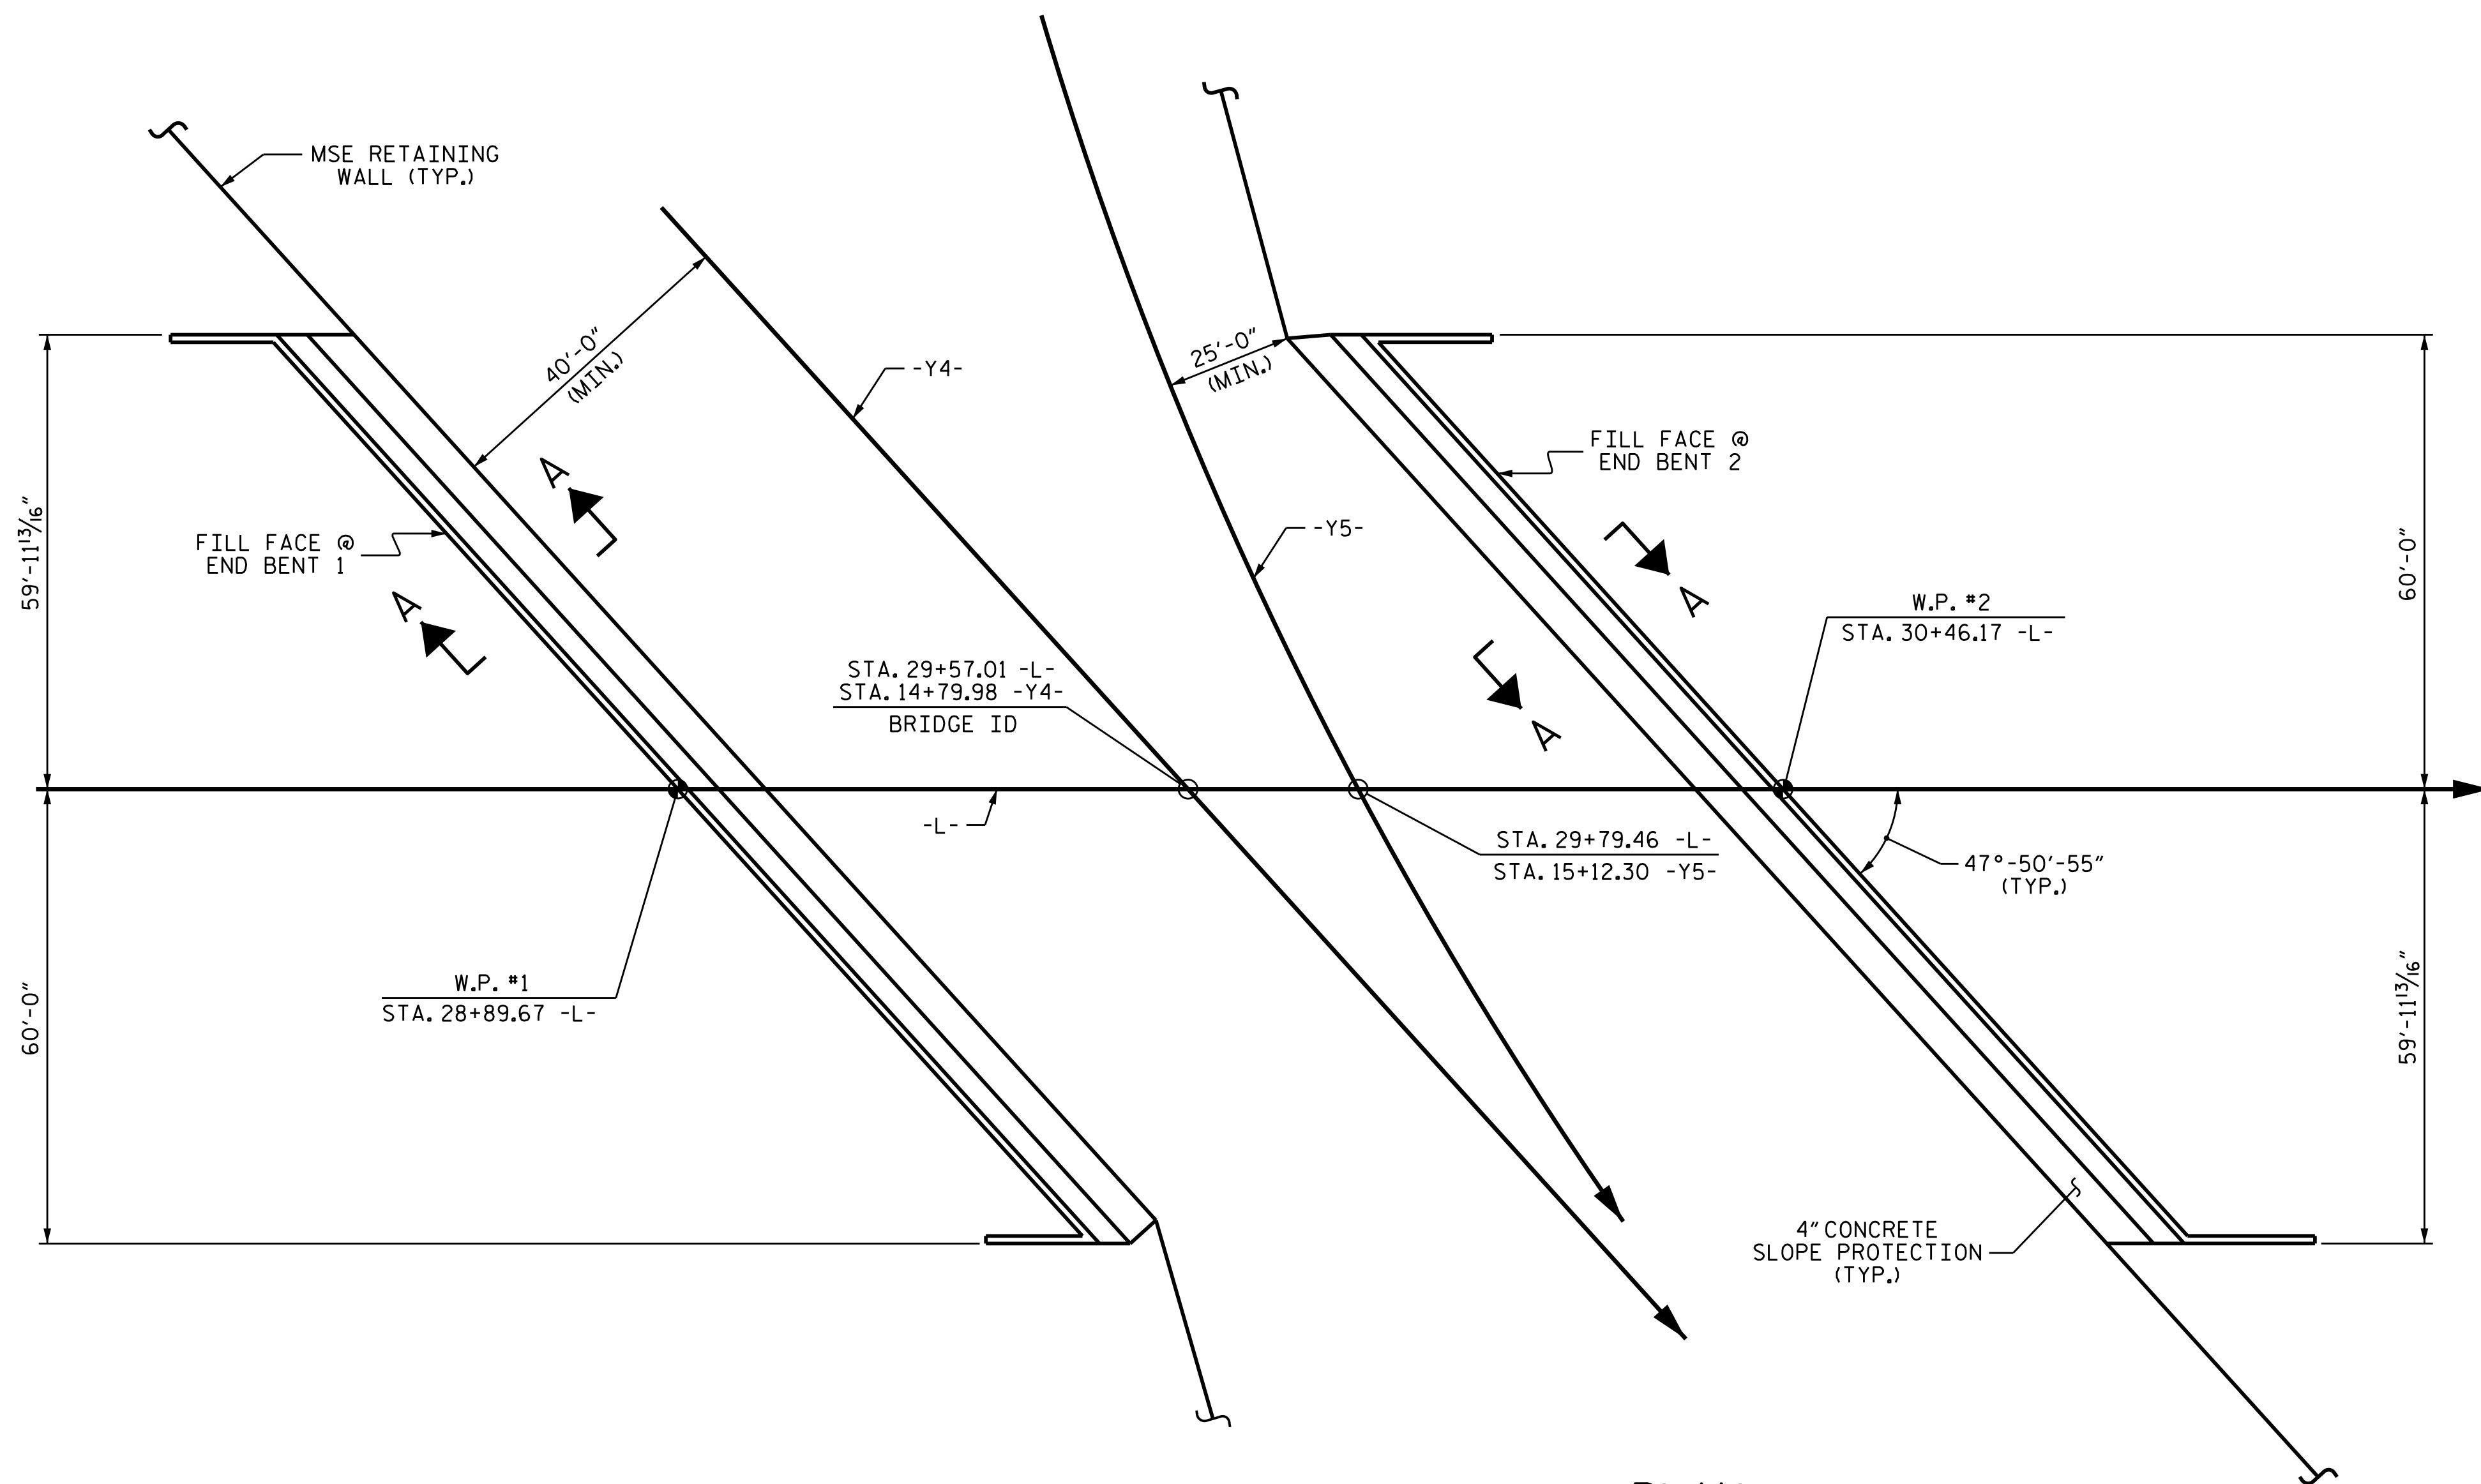 MSE RETAINING
WALL (TYP.)
40'-0"
(MIN.)
-Y4-
25'-0"
(MIN.)
FILL FACE @
END BENT 2
59'-11 13/16"
A
FILL FACE @
END BENT 1
A
-Y5-
A
60'-0"
W.P. #2
STA. 30+46.17 -L-
STA. 29+57.01 -L-
STA. 14+79.98 -Y4-
BRIDGE ID
A
-L-
STA. 29+79.46 -L-
STA. 15+12.30 -Y5-
47°-50'-55"
(TYP.)
60'-0"
W.P. #1
STA. 28+89.67 -L-
59'-11 13/16"
4" CONCRETE
SLOPE PROTECTION
(TYP.)